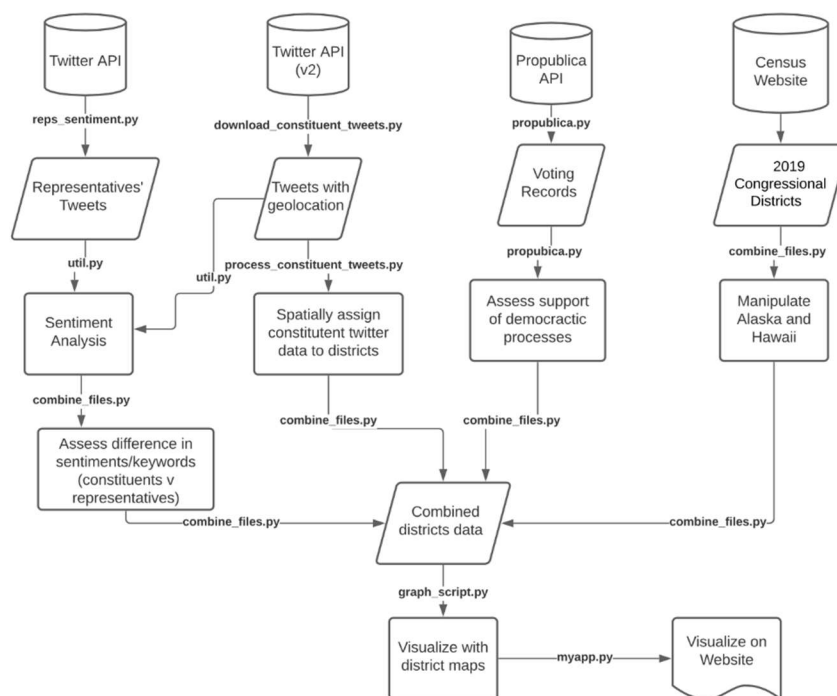 Twitter API
Twitter API
(v2)
Propublica
API
Census
Website
reps_sentiment.py
download_constituent_tweets.py
propublica.py
Representatives'
Tweets
Tweets with
geolocation
Voting
Records
2019
Congressional
Districts
util.py
util.py
process_constituent_tweets.py
propubica.py
combine_files.py
Sentiment
Analysis
Spatially assign
constitutent twitter
data to districts
Assess support
of democractic
processes
Manipulate
Alaska and
Hawaii
combine_files.py
combine_files.py
combine_files.py
Assess difference in
sentiments/keywords
(constituents v
representatives)
Combined
districts data
combine_files.py
combine_files.py
graph_script.py
Visualize with
district maps
myapp.py
Visualize on
Website